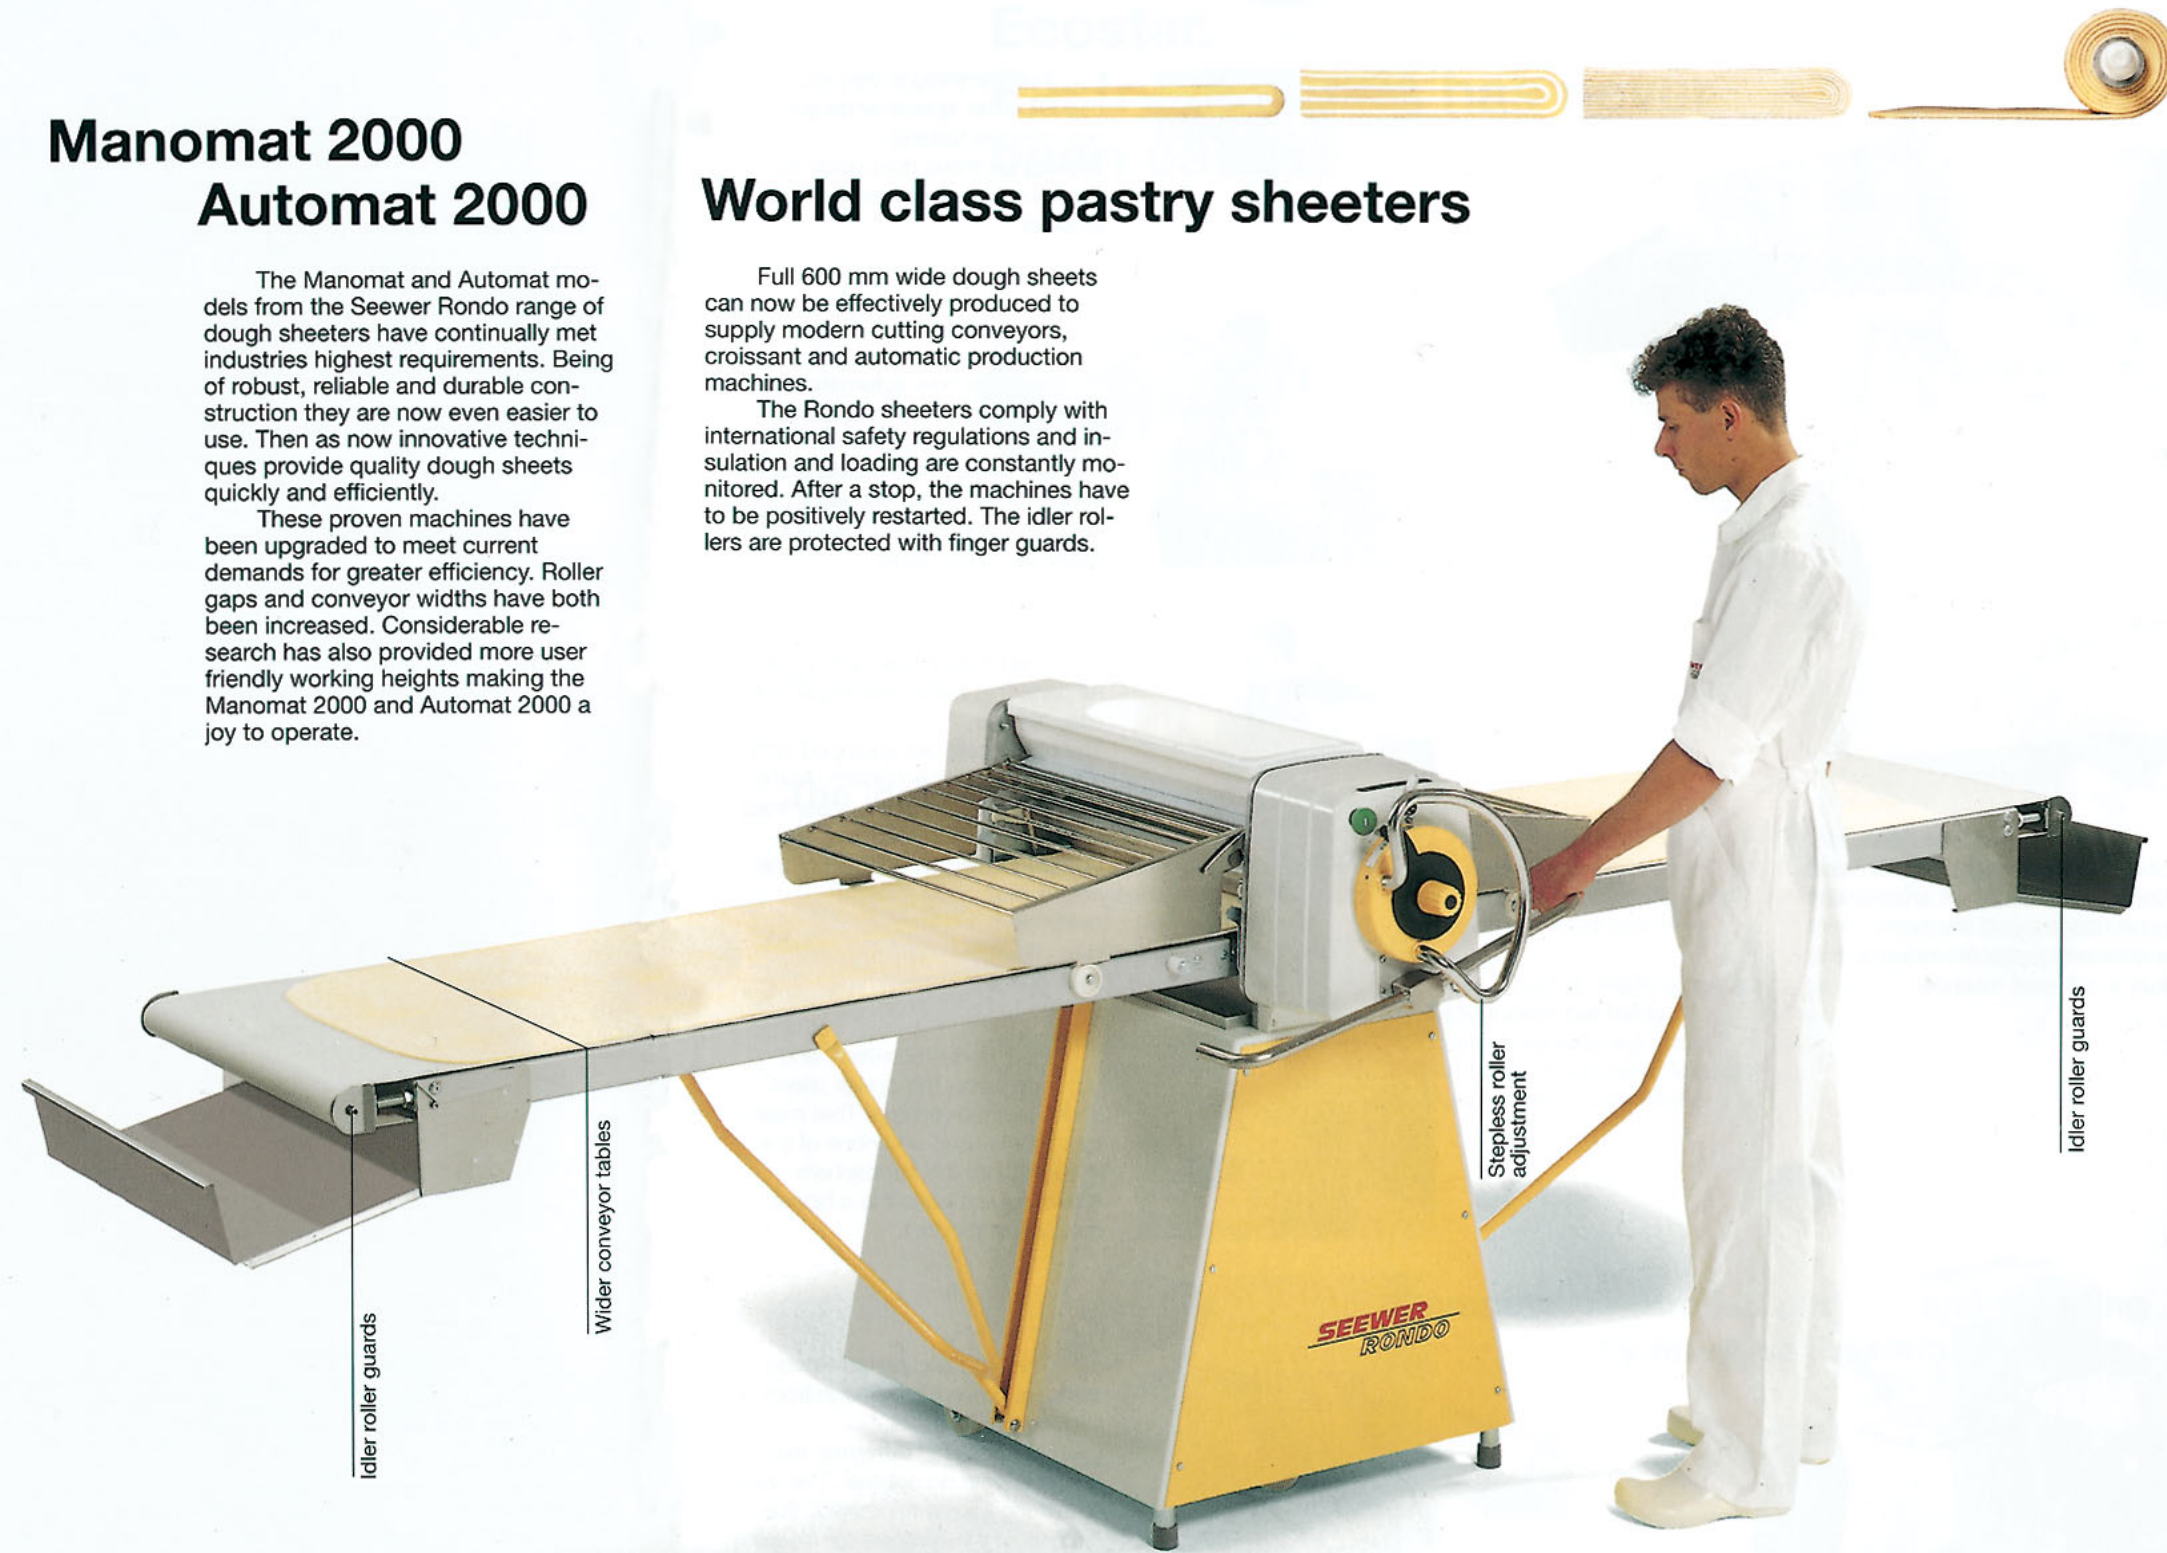 Manomat 2000
Automat 2000
The Manomat and Automat mo-
dels from the Seewer Rondo range of
dough sheeters have continually met
industries highest requirements. Being
of robust, reliable and durable con-
struction they are now even easier to
use. Then as now innovative techni-
ques provide quality dough sheets
quickly and efficiently.
These proven machines have
been upgraded to meet current
demands for greater efficiency. Roller
gaps and conveyor widths have both
been increased. Considerable re-
search has also provided more user
friendly working heights making the
Manomat 2000 and Automat 2000 a
joy to operate.
World class pastry sheeters
Full 600 mm wide dough sheets
can now be effectively produced to
supply modern cutting conveyors,
croissant and automatic production
machines.
The Rondo sheeters comply with
international safety regulations and in-
sulation and loading are constantly mo-
nitored. After a stop, the machines have
to be positively restarted. The idler rol-
lers are protected with finger guards.
Idler roller guards
Wider conveyor tables
Stepless roller
adjustment
Idler roller guards
SEEWER
RONDO